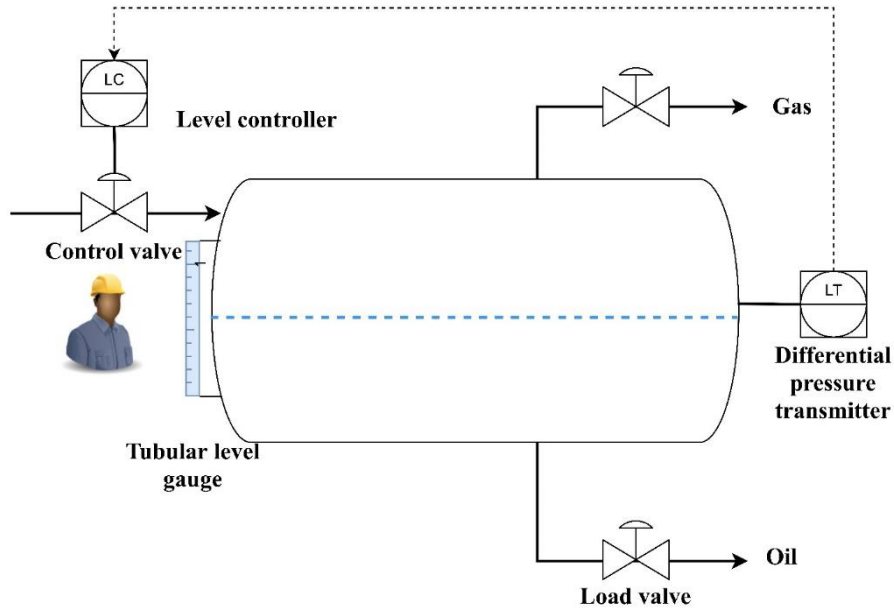 LC
Level controller
Gas
Control valve
LT
Differential
pressure
transmitter
Tubular level
gauge
Oil
Load valve